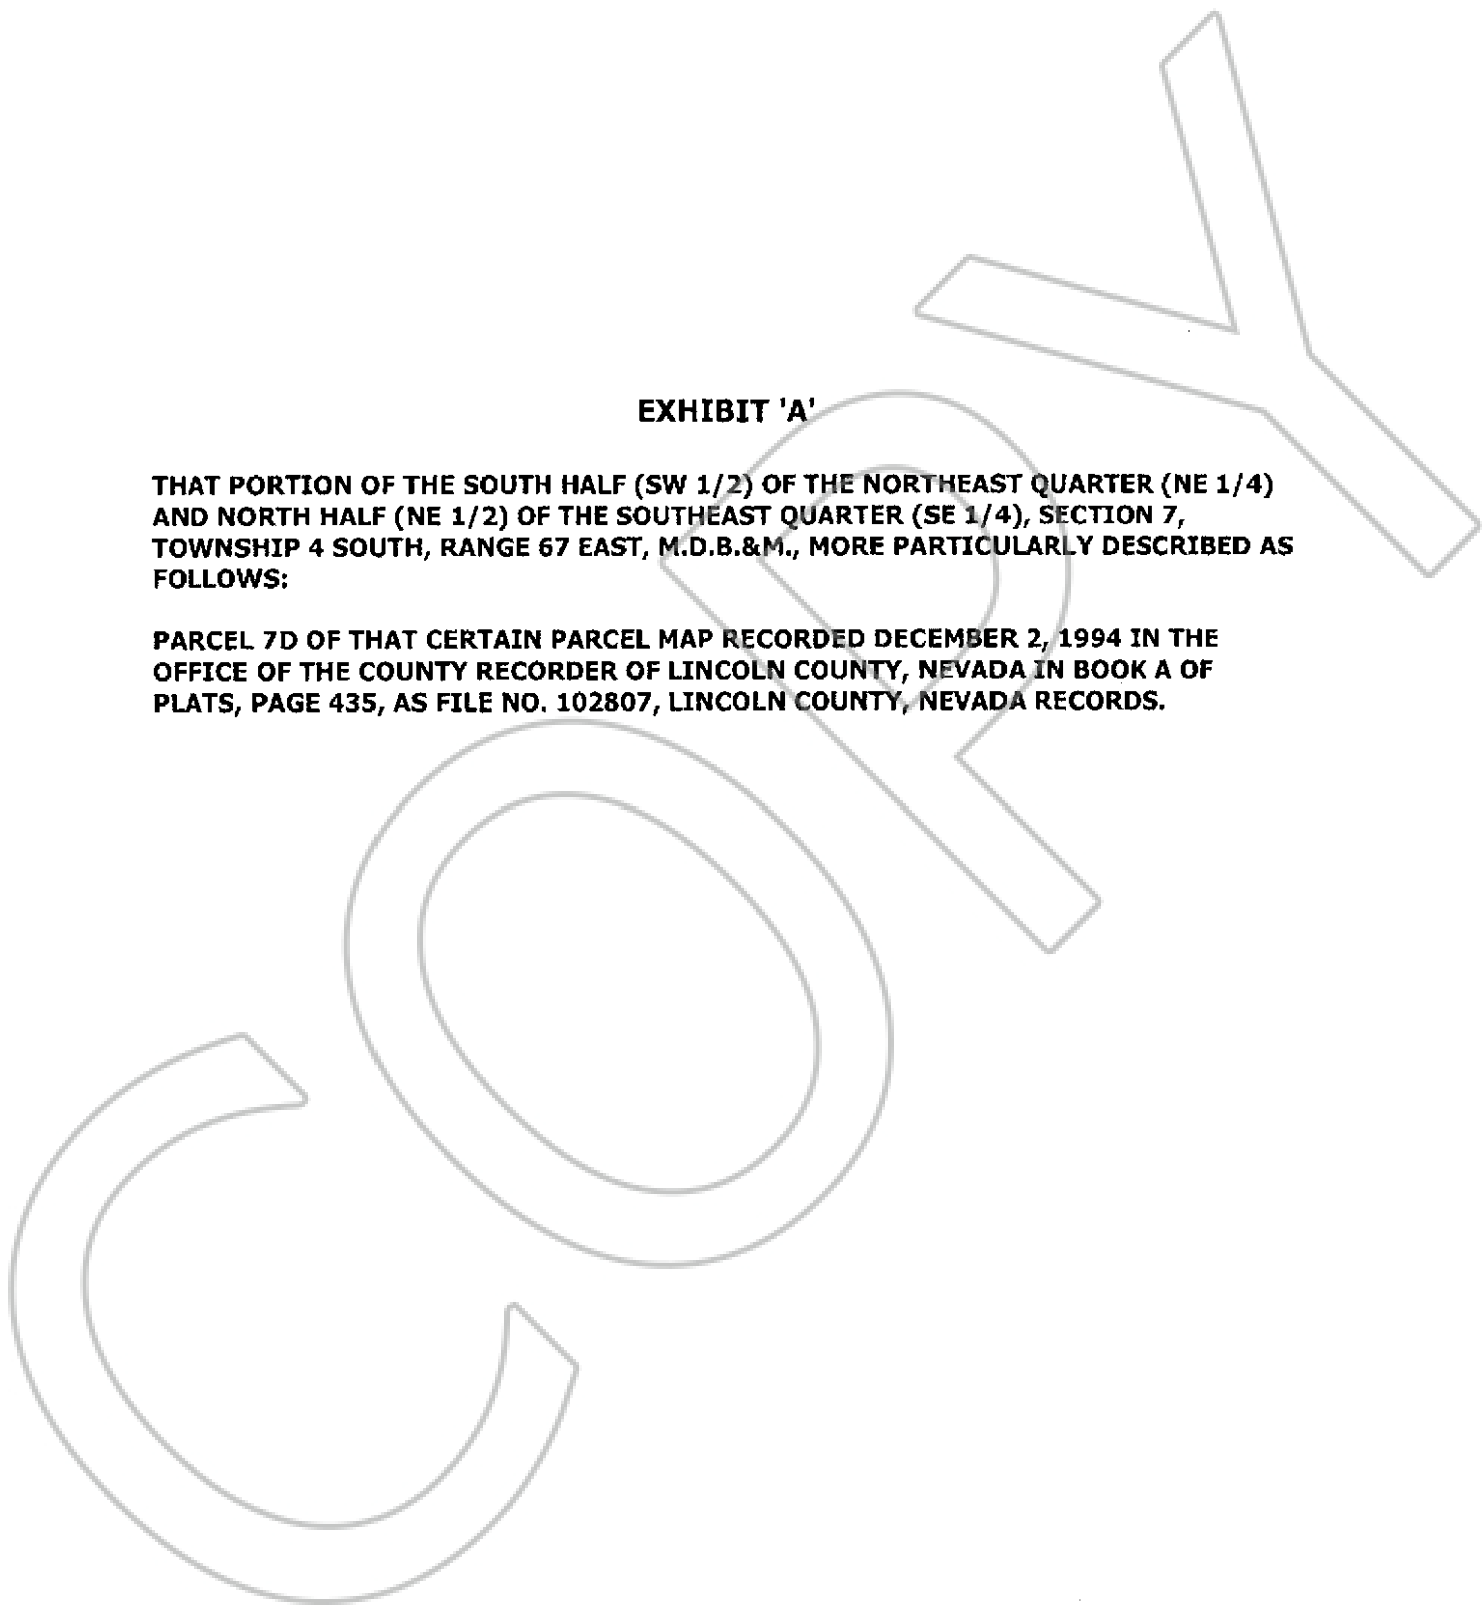 EXHIBIT 'A'
THAT PORTION OF THE SOUTH HALF (SW 1/2) OF THE NORTHEAST QUARTER (NE 1/4)
AND NORTH HALF (NE 1/2) OF THE SOUTHEAST QUARTER (SE 1/4), SECTION 7,
TOWNSHIP 4 SOUTH, RANGE 67 EAST, M.D.B.&M., MORE PARTICULARLY DESCRIBED AS
FOLLOWS:
PARCEL 7D OF THAT CERTAIN PARCEL MAP RECORDED DECEMBER 2, 1994 IN THE
OFFICE OF THE COUNTY RECORDER OF LINCOLN COUNTY, NEVADA IN BOOK A OF
PLATS, PAGE 435, AS FILE NO. 102807, LINCOLN COUNTY, NEVADA RECORDS.
COPY